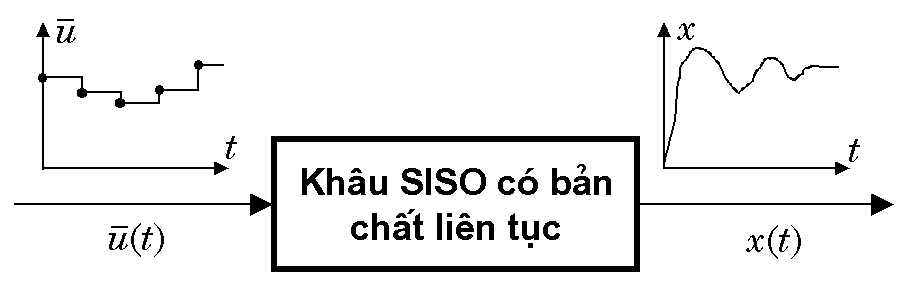 ū
x
t
t
Khâu SISO có bản
chất liên tục
ū(t)
x(t)